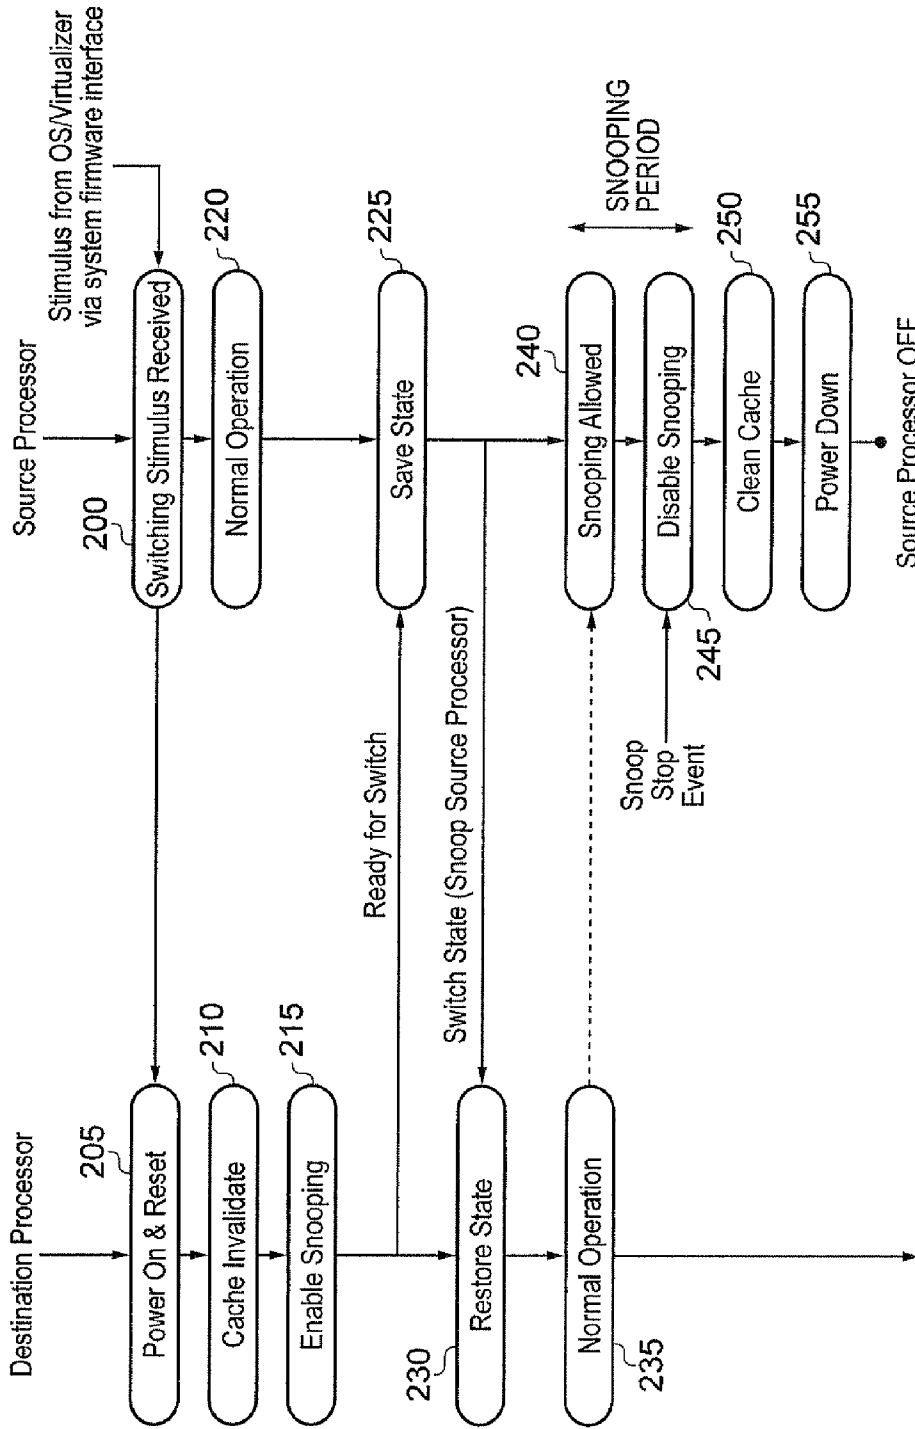 Destination Processor
Source Processor
Stimulus from OS/Virtualizer
via system firmware interface
205
Power On & Reset
200
Switching Stimulus Received
Cache Invalidate
210
Normal Operation
220
Enable Snooping
215
Ready for Switch
Save State
225
Switch State (Snoop Source Processor)
230
Restore State
235
Normal Operation
240
Snooping Allowed
SNOOPING
PERIOD
Snoop
Stop
Event
245
Disable Snooping
Clean Cache
250
Power Down
255
Source Processor OFF